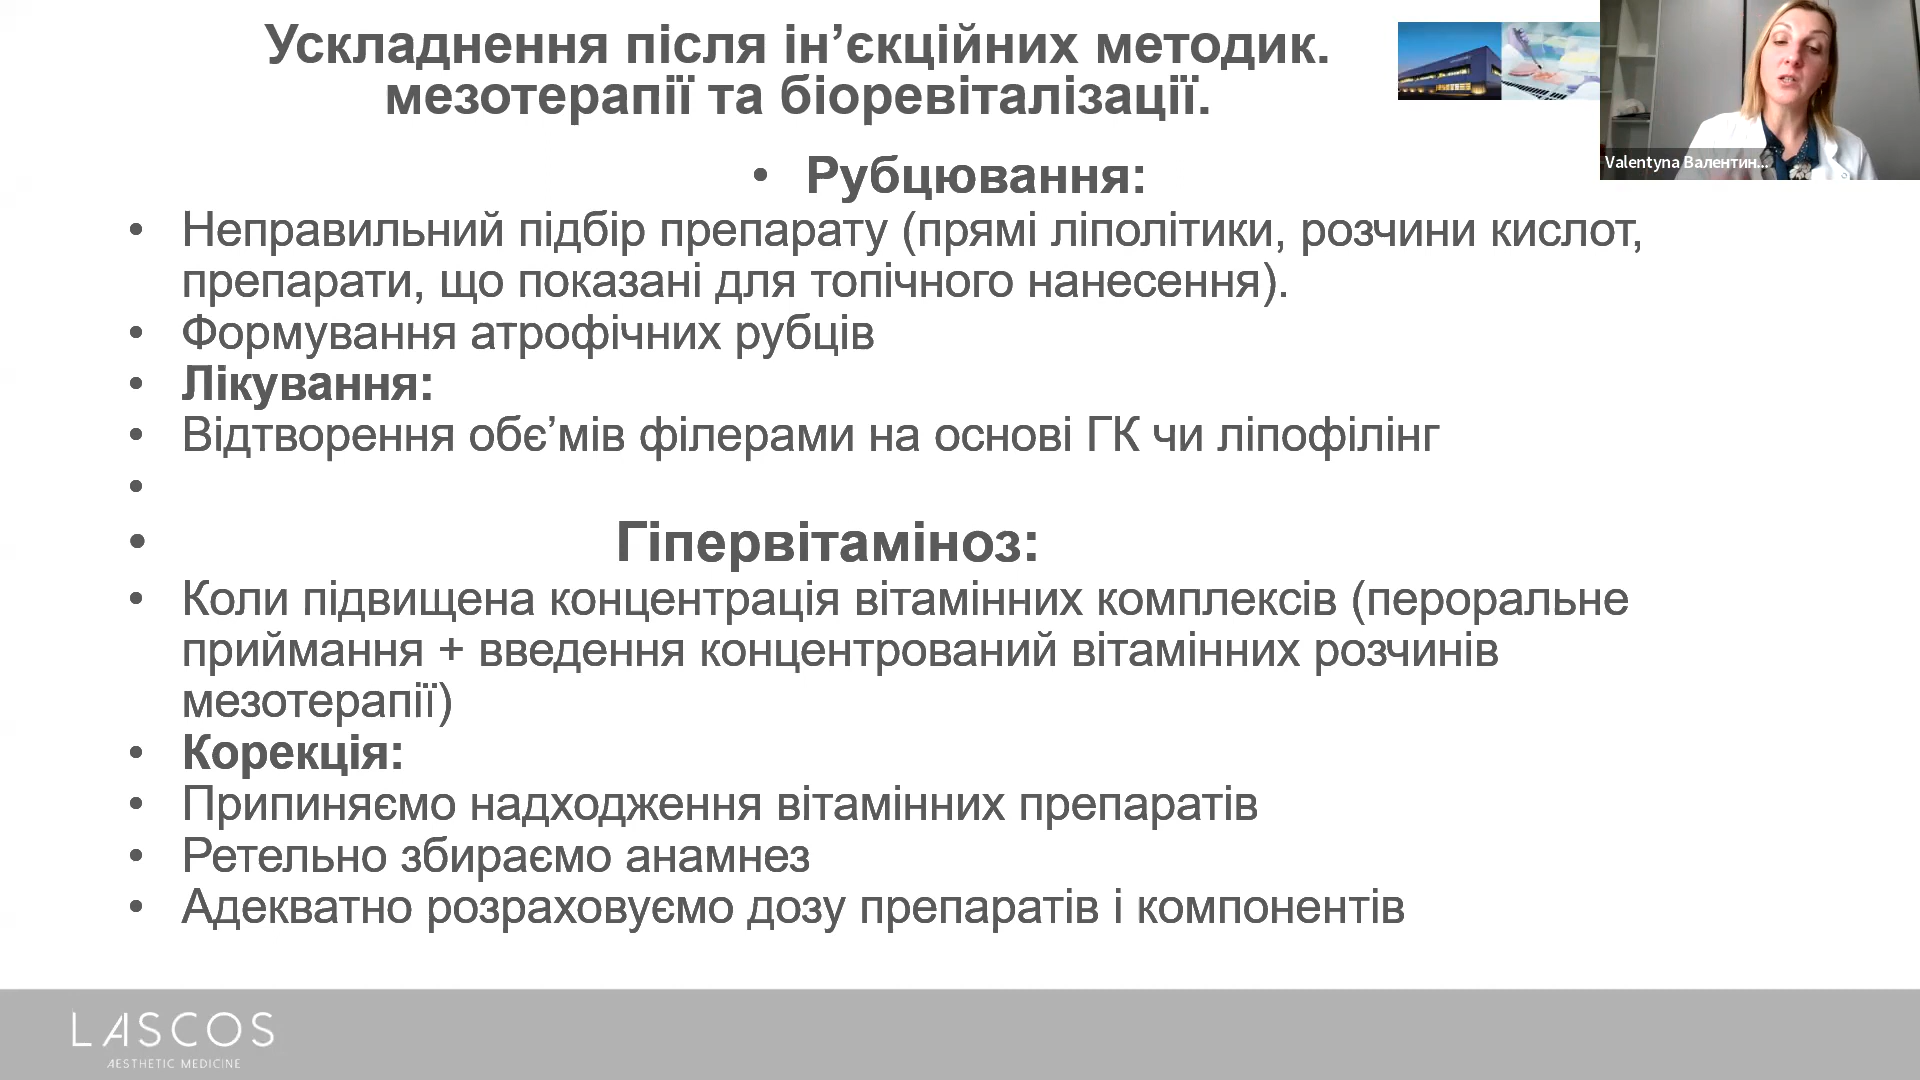 Ускладнення після ін’єкційних методик.
мезотерапії та біоревіталізації.
Valentyna Валентин...
• Рубцювання:
• Неправильний підбір препарату (прямі ліполітики, розчини кислот,
препарати, що показані для топічного нанесення).
• Формування атрофічних рубців
• Лікування:
• Відтворення обє’мів філерами на основі ГК чи ліпофілінг
•
• Гіпервітаміноз:
• Коли підвищена концентрація вітамінних комплексів (пероральне
приймання + введення концентрований вітамінних розчинів
мезотерапії)
• Корекція:
• Припиняємо надходження вітамінних препаратів
• Ретельно збираємо анамнез
• Адекватно розраховуємо дозу препаратів і компонентів
LASCOS
AESTHETIC MEDICINE